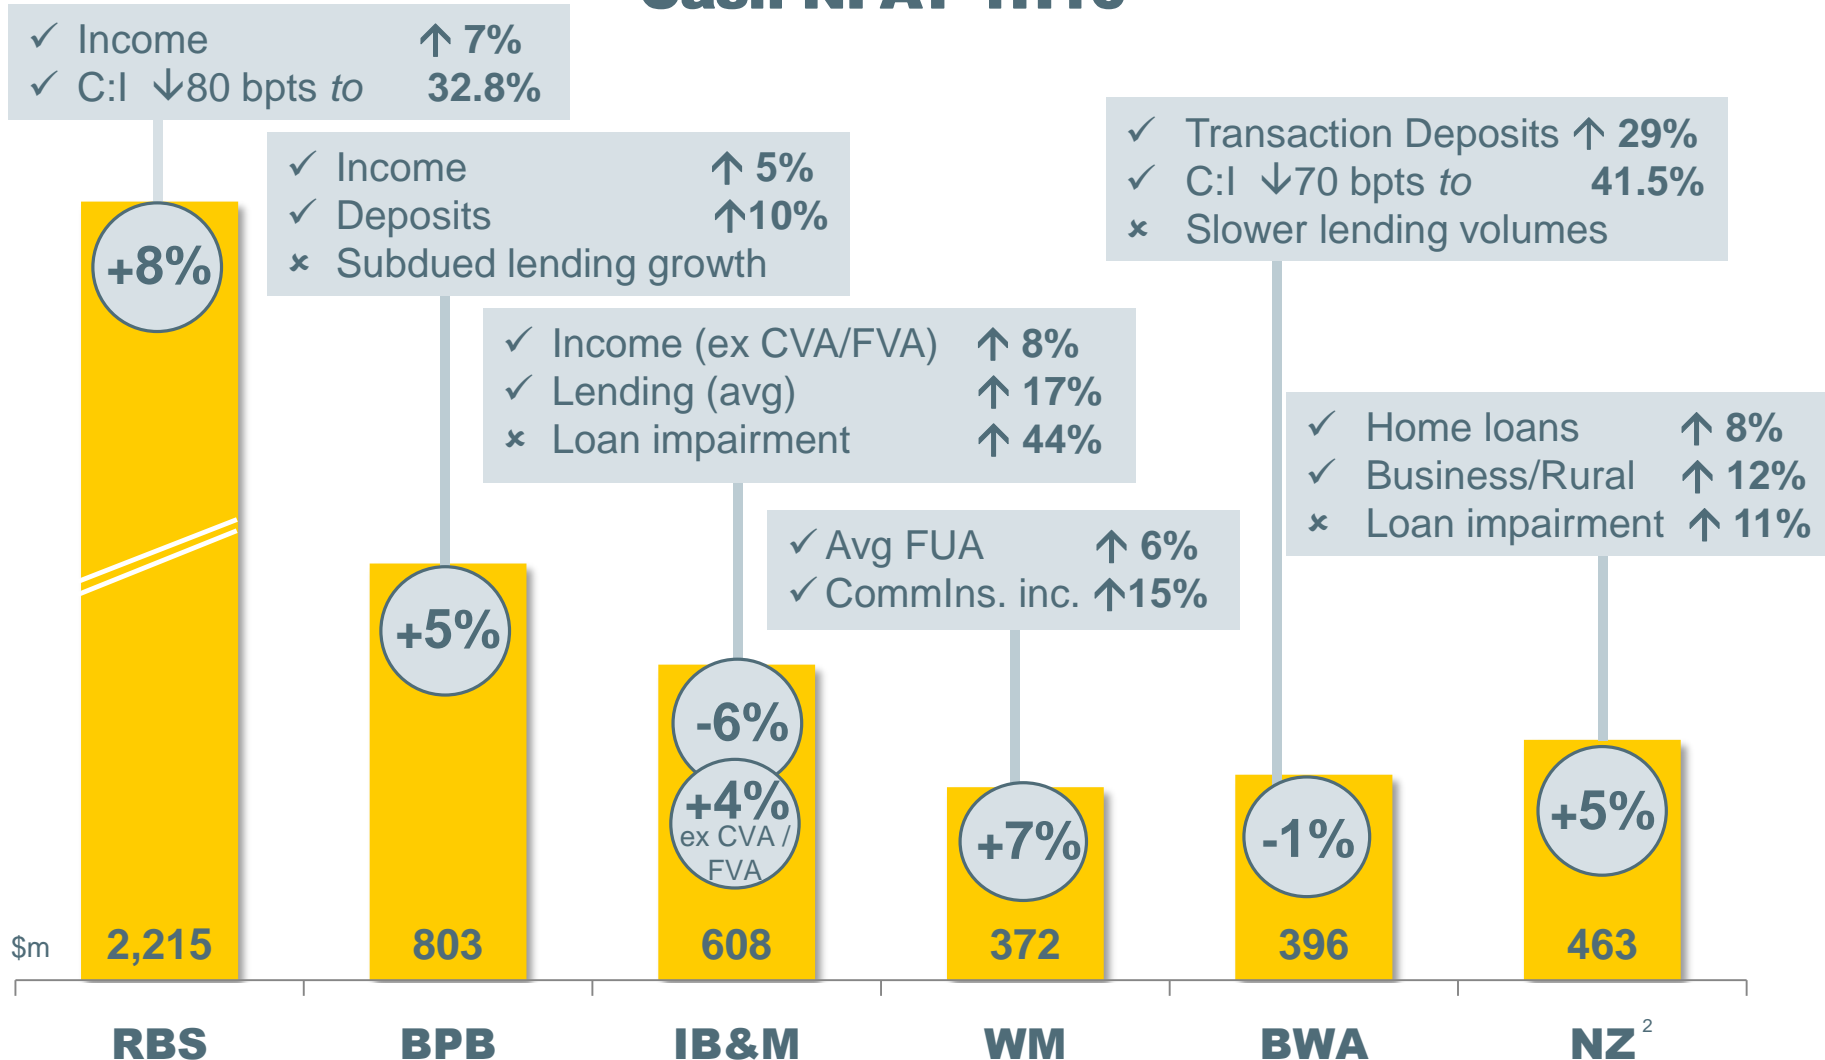 ✓ Income ↑ 7%
✓ C:I ↓80 bpts to 32.8%
✓ Income ↑ 5%
✓ Deposits ↑10%
× Subdued lending growth
✓ Income (ex CVA/FVA) ↑ 8%
✓ Lending (avg) ↑ 17%
× Loan impairment ↑ 44%
✓ Avg FUA ↑ 6%
✓ CommIns. inc. ↑15%
✓ Transaction Deposits ↑ 29%
✓ C:I ↓70 bpts to 41.5%
× Slower lending volumes
✓ Home loans ↑ 8%
✓ Business/Rural ↑ 12%
× Loan impairment ↑ 11%
+8%
+5%
-6%
+4%
ex CVA /
FVA
+7%
-1%
+5%
$m 2,215 803 608 372 396 463
RBS BPB IB&M WM BWA NZ 2